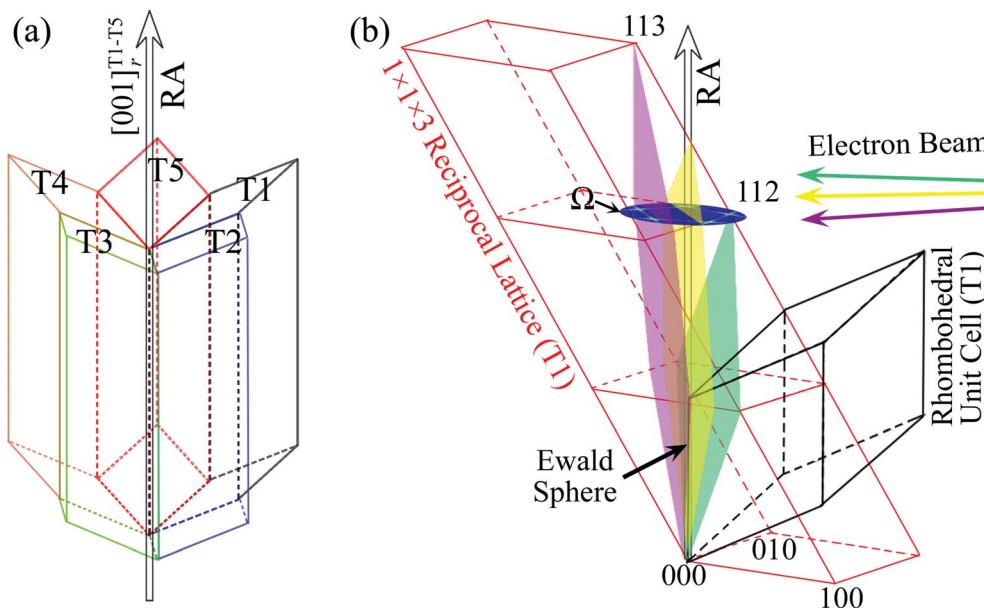 (a)
[001]r^T1-T5
RA
T4
T5
T1
T3
T2
(b)
113
RA
1×1×3 Reciprocal Lattice (T1)
Electron Beam
Ω
112
Rhombohedral
Unit Cell (T1)
Ewald
Sphere
010
000
100